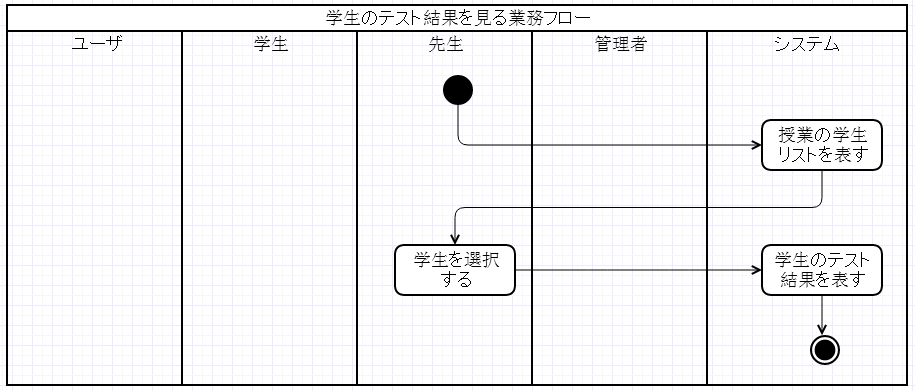 学生のテスト結果を見る業務フロー
ユーザ
学生
先生
管理者
システム
授業の学生
リストを表す
学生を選択
する
学生のテスト
結果を表す